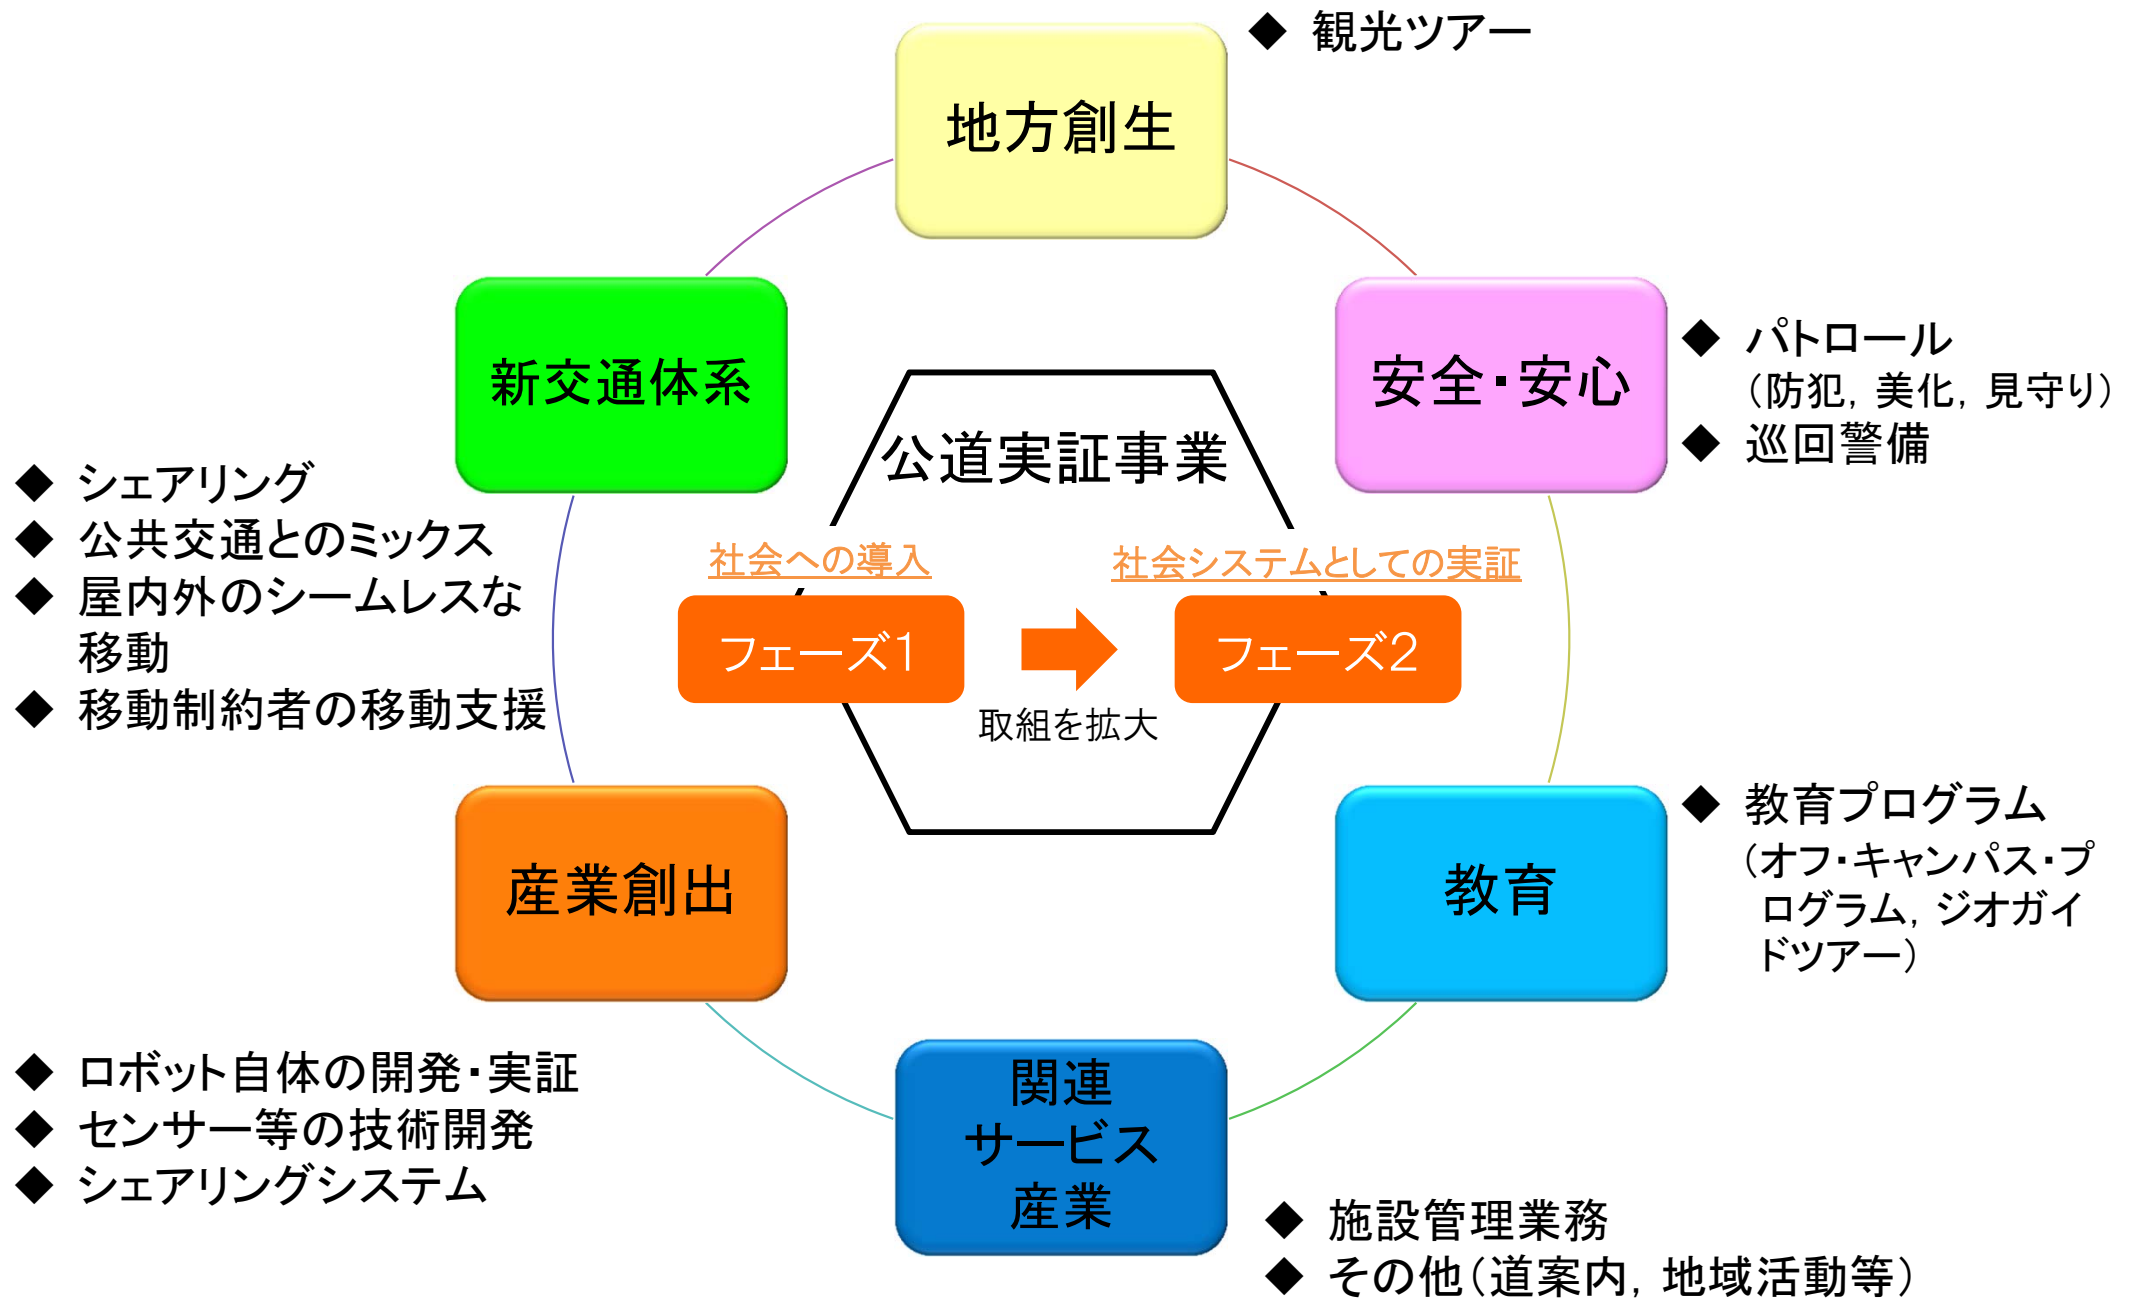 ◆ 観光ツアー
地方創生
新交通体系
安全・安心
◆ パトロール
（防犯，美化，見守り）
◆ 巡回警備
公道実証事業
◆ シェアリング
◆ 公共交通とのミックス
◆ 屋内外のシームレスな
移動
◆ 移動制約者の移動支援
社会への導入
社会システムとしての実証
フェーズ1
フェーズ2
取組を拡大
産業創出
教育
◆ 教育プログラム
（オフ・キャンパス・プ
ログラム，ジオガイ
ドツアー）
◆ ロボット自体の開発・実証
◆ センサー等の技術開発
◆ シェアリングシステム
関連
サービス
産業
◆ 施設管理業務
◆ その他（道案内，地域活動等）